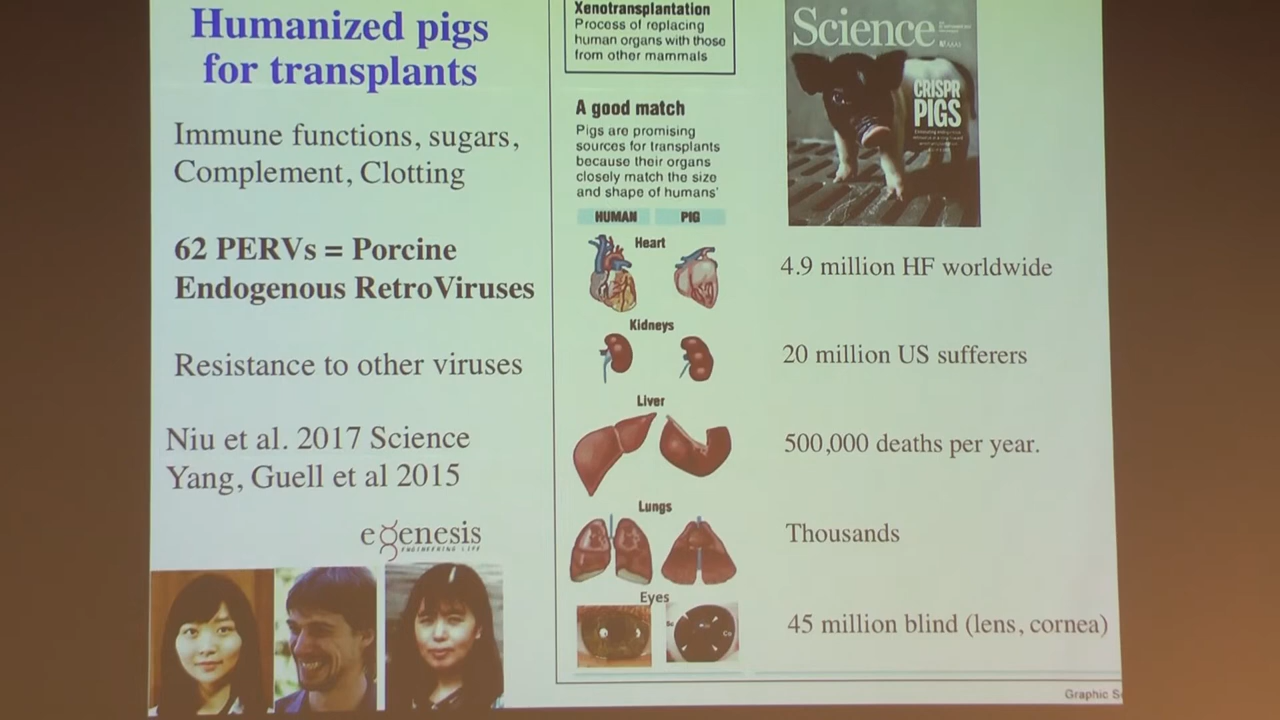 Humanized pigs
for transplants
Immune functions, sugars,
Complement, Clotting
62 PERVs = Porcine
Endogenous RetroViruses
Resistance to other viruses
Niu et al. 2017 Science
Yang, Guell et al 2015
egenesis
ENGINEERING LIFE
Xenotransplantation
Process of replacing
human organs with those
from other mammals
A good match
Pigs are promising
sources for transplants
because their organs
closely match the size
and shape of humans'
HUMAN PIG
Heart
Kidneys
Liver
Lungs
Eyes
Science
AAAS
CRISPR
PIGS
4.9 million HF worldwide
20 million US sufferers
500,000 deaths per year.
Thousands
45 million blind (lens, cornea)
Graphic